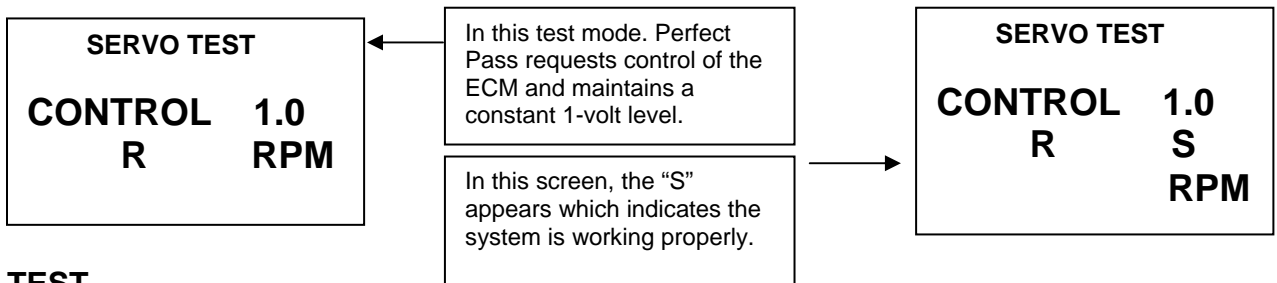 SERVO TEST
CONTROL 1.0
R RPM
In this test mode. Perfect
Pass requests control of the
ECM and maintains a
constant 1-volt level.
In this screen, the “S”
appears which indicates the
system is working properly.
SERVO TEST
CONTROL 1.0
R S
RPM
TEST